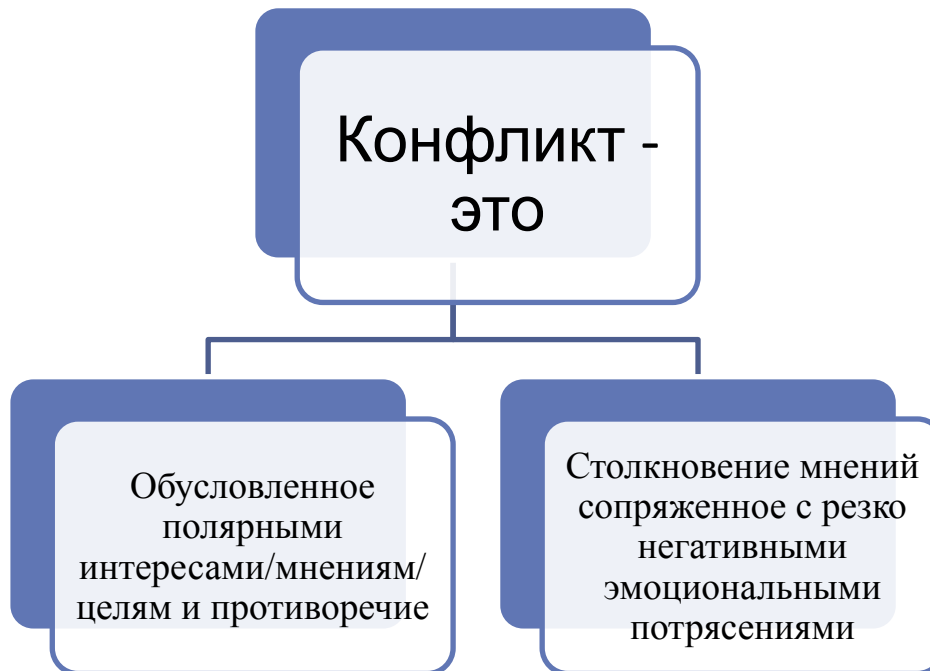 Конфликт -
это
Обусловленное
полярными
интересами/мнениям/
целям и противоречие
Столкновение мнений
сопряженное с резко
негативными
эмоциональными
потрясениями